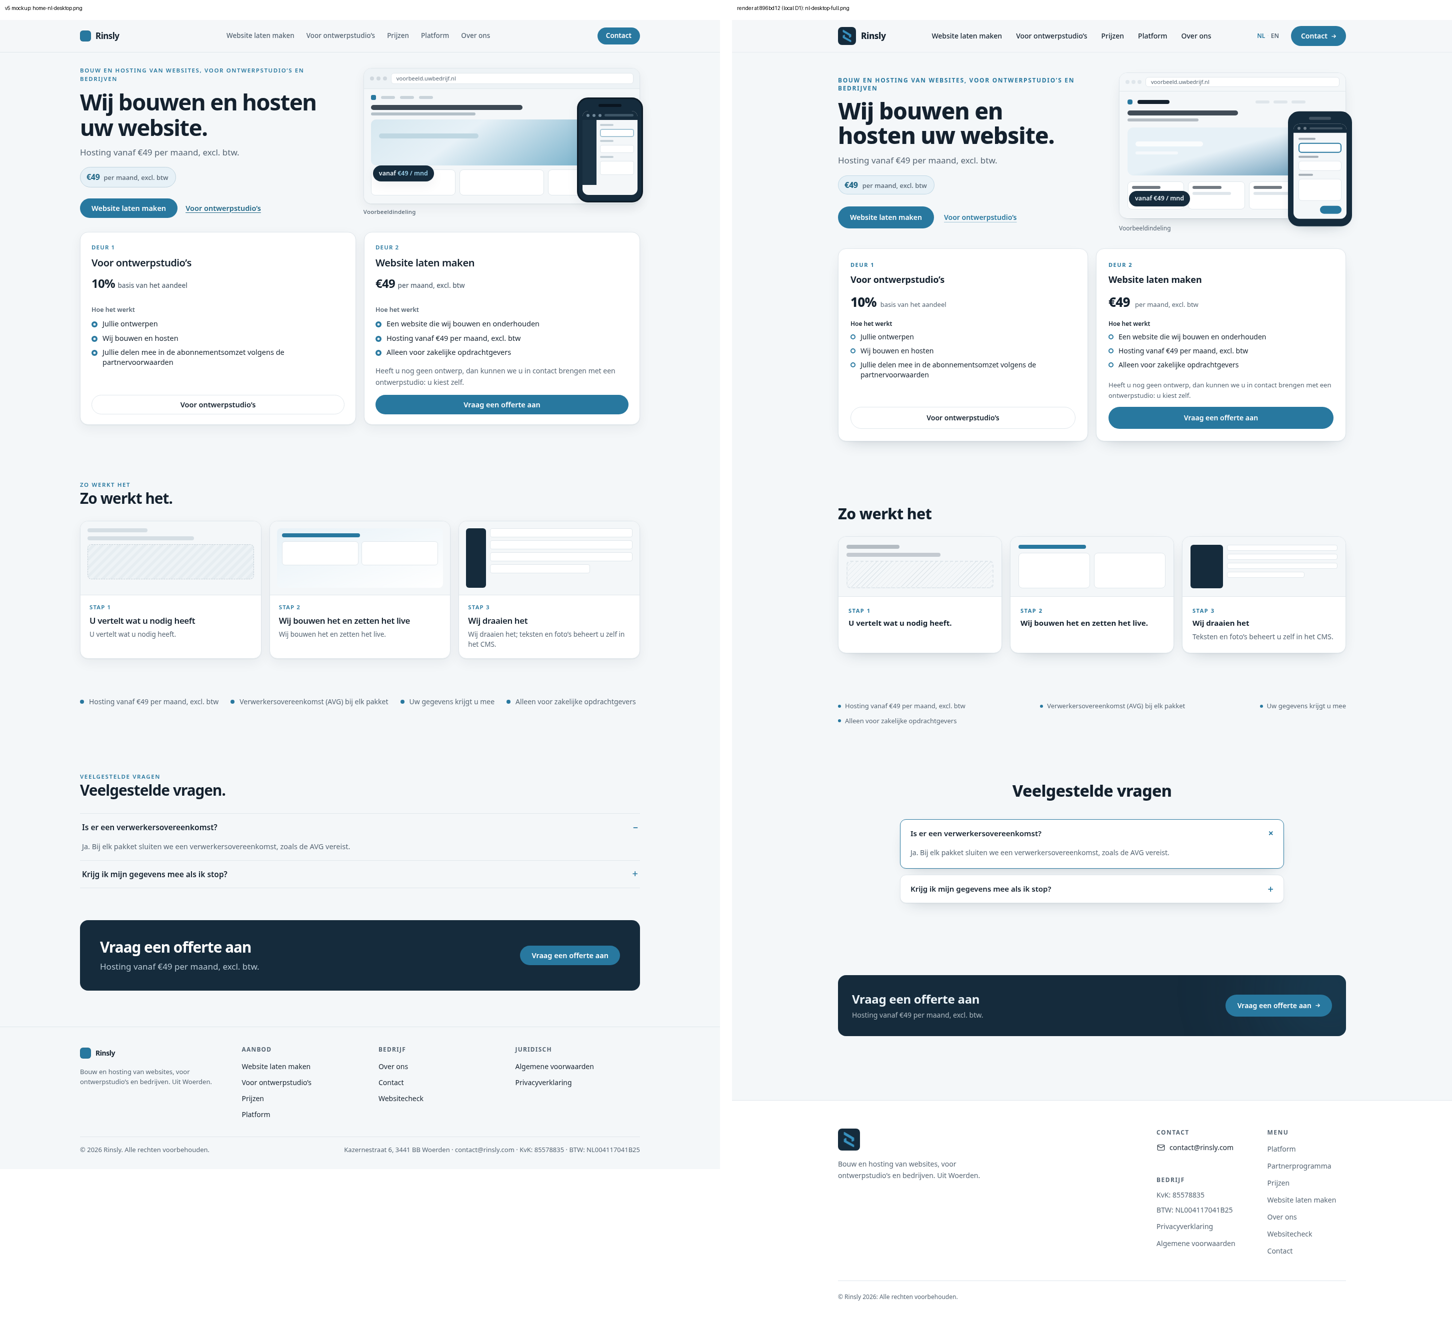 v5 mockup: home-nl-desktop.png
Rinsly
Website laten maken
Voor ontwerpstudio's
Prijzen
Platform
Over ons
Contact
BOUW EN HOSTING VAN WEBSITES, VOOR ONTWERPSTUDIO'S EN
BEDRIJVEN
Wij bouwen en hosten
uw website.
Hosting vanaf €49 per maand, excl. btw.
€49 per maand, excl. btw
Website laten maken
Voor ontwerpstudio's
voorbeeld.uwbedrijf.nl
vanaf €49 / mnd
Voorbeeldindeling
DEUR 1
Voor ontwerpstudio's
10% basis van het aandeel
Hoe het werkt
Jullie ontwerpen
Wij bouwen en hosten
Jullie delen mee in de abonnementsomzet volgens de
partnervoorwaarden
Voor ontwerpstudio's
DEUR 2
Website laten maken
€49 per maand, excl. btw
Hoe het werkt
Een website die wij bouwen en onderhouden
Hosting vanaf €49 per maand, excl. btw
Alleen voor zakelijke opdrachtgevers
Heeft u nog geen ontwerp, dan kunnen we u in contact brengen met een
ontwerpstudio: u kiest zelf.
Vraag een offerte aan
ZO WERKT HET
Zo werkt het.
STAP 1
U vertelt wat u nodig heeft
U vertelt wat u nodig heeft.
STAP 2
Wij bouwen het en zetten het live
Wij bouwen het en zetten het live.
STAP 3
Wij draaien het
Wij draaien het; teksten en foto's beheert u zelf in
het CMS.
Hosting vanaf €49 per maand, excl. btw
Verwerkersovereenkomst (AVG) bij elk pakket
Uw gegevens krijgt u mee
Alleen voor zakelijke opdrachtgevers
VEELGESTELDE VRAGEN
Veelgestelde vragen.
Is er een verwerkersovereenkomst?
−
Ja. Bij elk pakket sluiten we een verwerkersovereenkomst, zoals de AVG vereist.
Krijg ik mijn gegevens mee als ik stop?
+
Vraag een offerte aan
Hosting vanaf €49 per maand, excl. btw.
Vraag een offerte aan
Rinsly
Bouw en hosting van websites, voor
ontwerpstudio's en bedrijven. Uit Woerden.
AANBOD
Website laten maken
Voor ontwerpstudio's
Prijzen
Platform
BEDRIJF
Over ons
Contact
Websitecheck
JURIDISCH
Algemene voorwaarden
Privacyverklaring
© 2026 Rinsly. Alle rechten voorbehouden.
Kazernestraat 6, 3441 BB Woerden · contact@rinsly.com · KvK: 85578835 · BTW: NL004117041B25
render at 896bd12 (local D1): nl-desktop-full.png
Rinsly
Website laten maken
Voor ontwerpstudio's
Prijzen
Platform
Over ons
NL
EN
Contact →
BOUW EN HOSTING VAN WEBSITES, VOOR ONTWERPSTUDIO'S EN
BEDRIJVEN
Wij bouwen en
hosten uw website.
Hosting vanaf €49 per maand, excl. btw.
€49 per maand, excl. btw
Website laten maken
Voor ontwerpstudio's
voorbeeld.uwbedrijf.nl
vanaf €49 / mnd
Voorbeeldindeling
DEUR 1
Voor ontwerpstudio's
10% basis van het aandeel
Hoe het werkt
Jullie ontwerpen
Wij bouwen en hosten
Jullie delen mee in de abonnementsomzet volgens de
partnervoorwaarden
Voor ontwerpstudio's
DEUR 2
Website laten maken
€49 per maand, excl. btw
Hoe het werkt
Een website die wij bouwen en onderhouden
Hosting vanaf €49 per maand, excl. btw
Alleen voor zakelijke opdrachtgevers
Heeft u nog geen ontwerp, dan kunnen we u in contact brengen met een
ontwerpstudio: u kiest zelf.
Vraag een offerte aan
Zo werkt het
STAP 1
U vertelt wat u nodig heeft.
STAP 2
Wij bouwen het en zetten het live.
STAP 3
Wij draaien het
Teksten en foto's beheert u zelf in het CMS.
Hosting vanaf €49 per maand, excl. btw
Verwerkersovereenkomst (AVG) bij elk pakket
Uw gegevens krijgt u mee
Alleen voor zakelijke opdrachtgevers
Veelgestelde vragen
Is er een verwerkersovereenkomst?
×
Ja. Bij elk pakket sluiten we een verwerkersovereenkomst, zoals de AVG vereist.
Krijg ik mijn gegevens mee als ik stop?
+
Vraag een offerte aan
Hosting vanaf €49 per maand, excl. btw.
Vraag een offerte aan →
Bouw en hosting van websites, voor
ontwerpstudio's en bedrijven. Uit Woerden.
CONTACT
contact@rinsly.com
BEDRIJF
KvK: 85578835
BTW: NL004117041B25
Privacyverklaring
Algemene voorwaarden
MENU
Platform
Partnerprogramma
Prijzen
Website laten maken
Over ons
Websitecheck
Contact
© Rinsly 2026: Alle rechten voorbehouden.